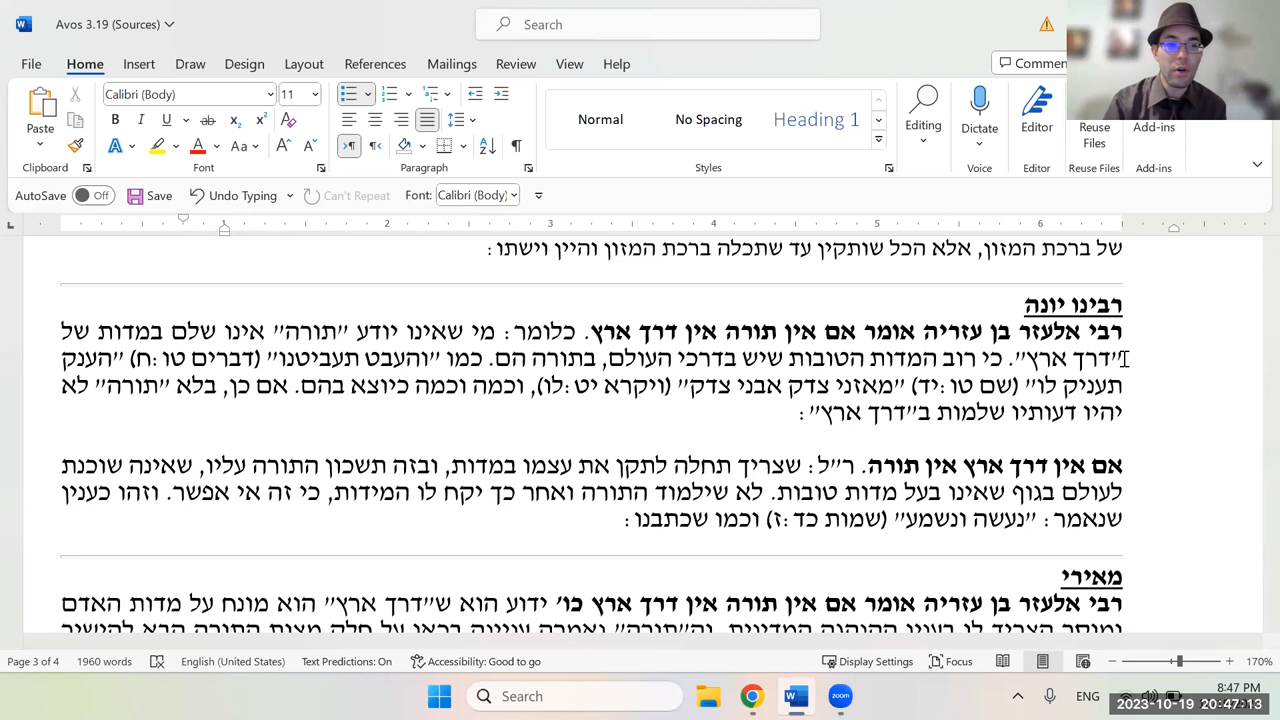 Avos 3.19 (Sources)
Search
File
Home
Insert
Draw
Design
Layout
References
Mailings
Review
View
Help
Commen
Paste
Calibri (Body)
11
Normal
No Spacing
Heading 1
Editing
Dictate
Editor
Reuse Files
Add-ins
Clipboard
Font
Paragraph
Styles
Voice
Editor
Reuse Files
Add-ins
AutoSave
Off
Save
Undo Typing
Can't Repeat
Font:
Calibri (Body)
1 2 3 4 5 6
של ברכת המזון, אלא הכל שותקין עד שתכלה ברכת המזון והיין וישתו:
רבינו יונה
רבי אלעזר בן עזריה אומר אם אין תורה אין דרך ארץ. כלומר: מי שאינו יודע "תורה" אינו שלם במדות של
"דרך ארץ". כי רוב המדות הטובות שיש בדרכי העולם, בתורה הם. כמו "והעבט תעביטנו" (דברים טו:ח) "הענק
תעניק לו" (שם טו:יד) "מאזני צדק אבני צדק" (ויקרא יט:לו), וכמה וכמה כיוצא בהם. אם כן, בלא "תורה" לא
יהיו דעותיו שלמות ב"דרך ארץ":
אם אין דרך ארץ אין תורה. ר"ל: שצריך תחלה לתקן את עצמו במדות, ובזה תשכון התורה עליו, שאינה שוכנת
לעולם בגוף שאינו בעל מדות טובות. לא שילמוד התורה ואחר כך יקח לו המידות, כי זה אי אפשר. וזהו כענין
שנאמר: "נעשה ונשמע" (שמות כד:ז) וכמו שכתבנו:
מאירי
רבי אלעזר בן עזריה אומר אם אין תורה אין דרך ארץ כו' ידוע הוא ש"דרך ארץ" הוא מונח על מדות האדם
Page 3 of 4
1960 words
English (United States)
Text Predictions: On
Accessibility: Good to go
Display Settings
Focus
170%
Search
ENG
8:47 PM
2023-10-19 20:47:13